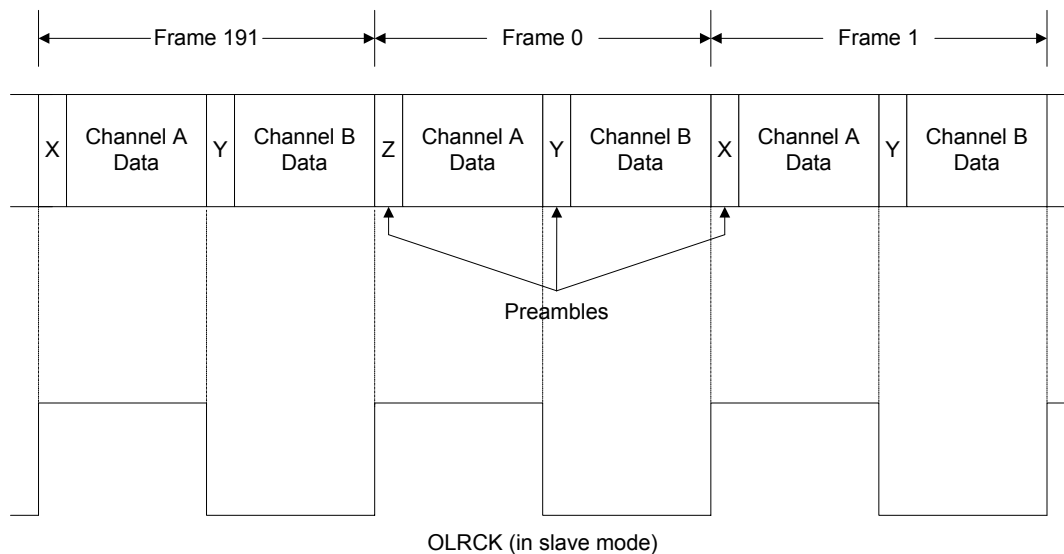 Frame 191 Frame 0 Frame 1
X Channel A Data Y Channel B Data Z Channel A Data Y Channel B Data X Channel A Data Y Channel B Data
Preambles
OLRCK (in slave mode)